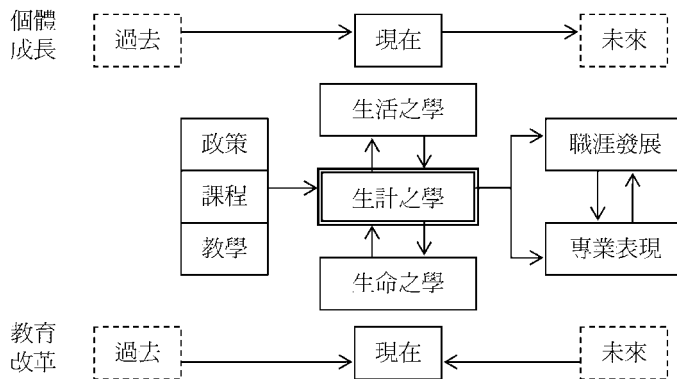 個體
成長
過去
現在
未來
生活之學
政策
課程
教學
生計之學
生命之學
職涯發展
專業表現
教育
改革
過去
現在
未來